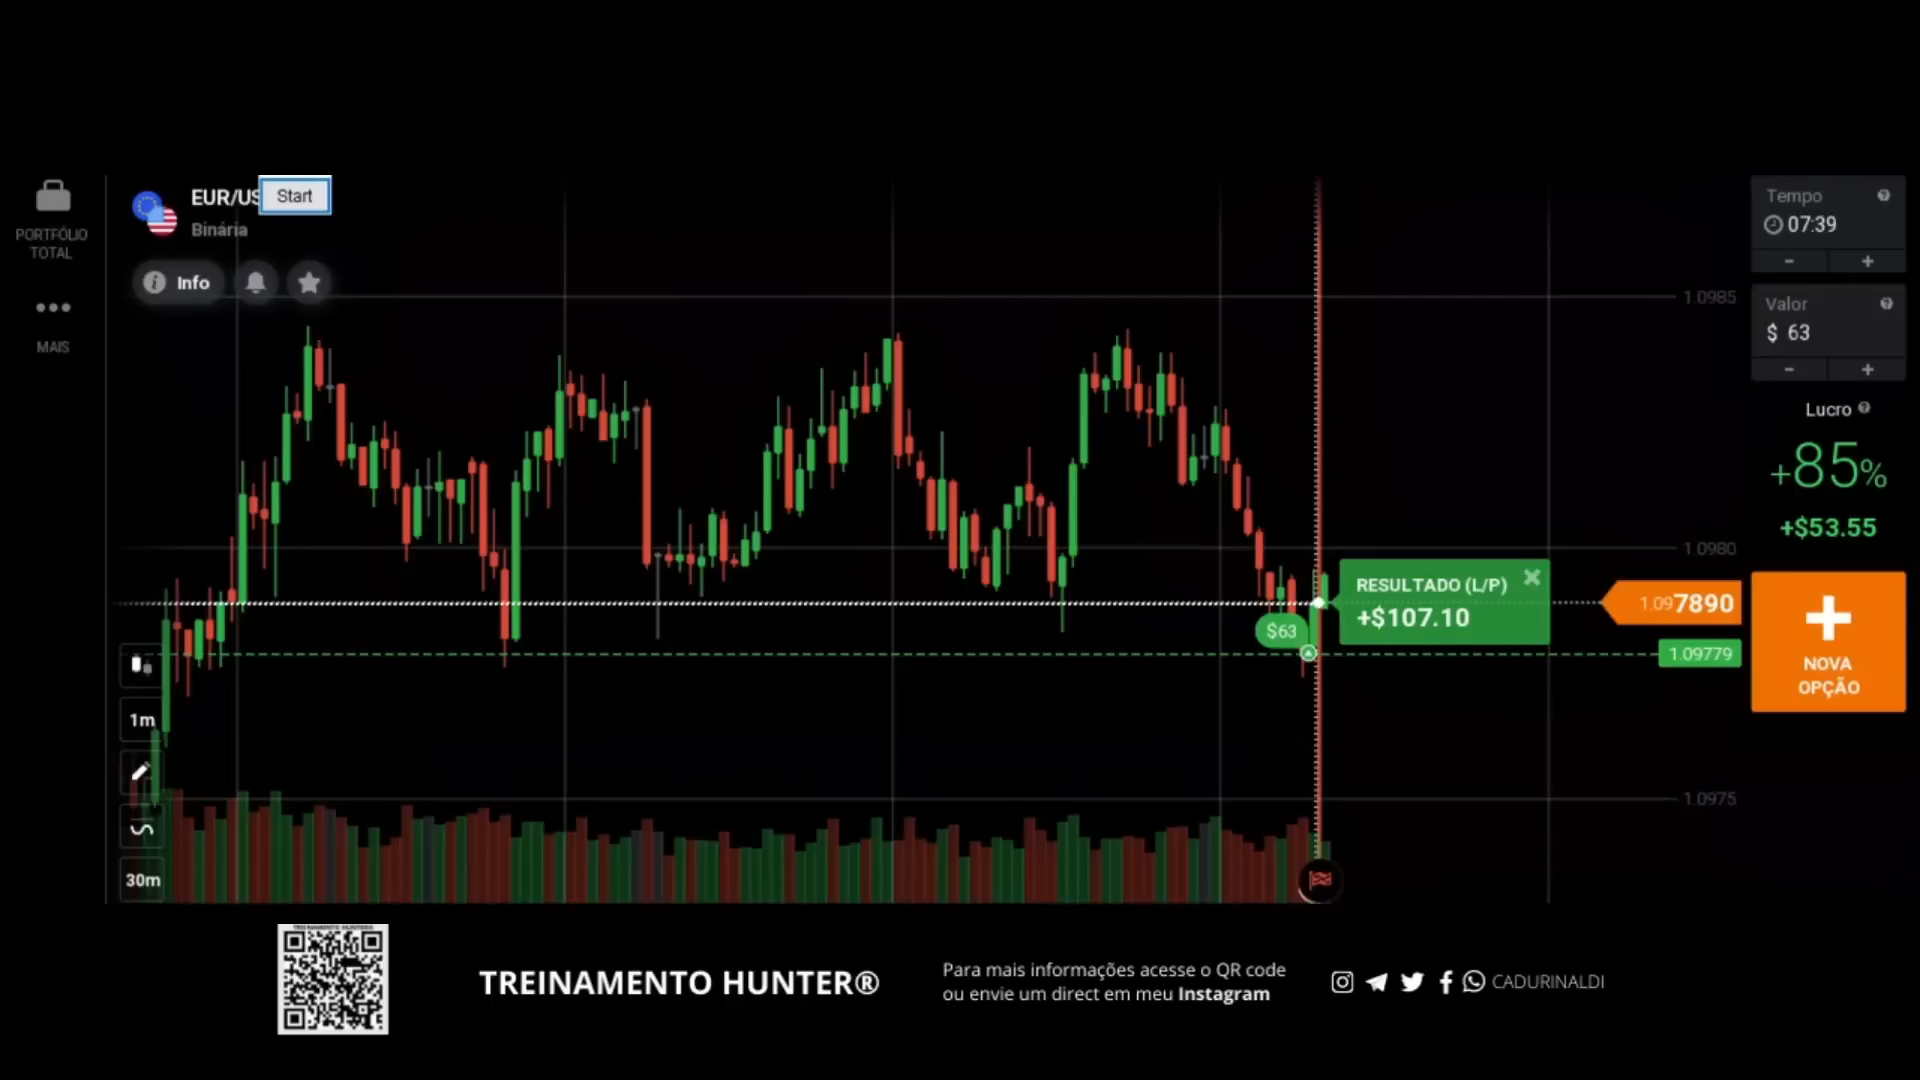 PORTFÓLIO
TOTAL
MAIS
EUR/US
Start
Binária
Info
1m
30m
1.0985
1.0980
1.0975
$63
RESULTADO (L/P)
+$107.10
1.097890
1.09779
Tempo
07:39
- +
Valor
$ 63
- +
Lucro
+85%
+$53.55
NOVA
OPÇÃO
TREINAMENTO HUNTER®
Para mais informações acesse o QR code
ou envie um direct em meu Instagram
CADURINALDI